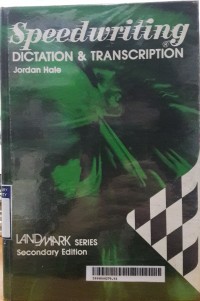 Speedwriting®
DICTATION & TRANSCRIPTION
Jordan Hale
LANDMARK SERIES
Secondary Edition